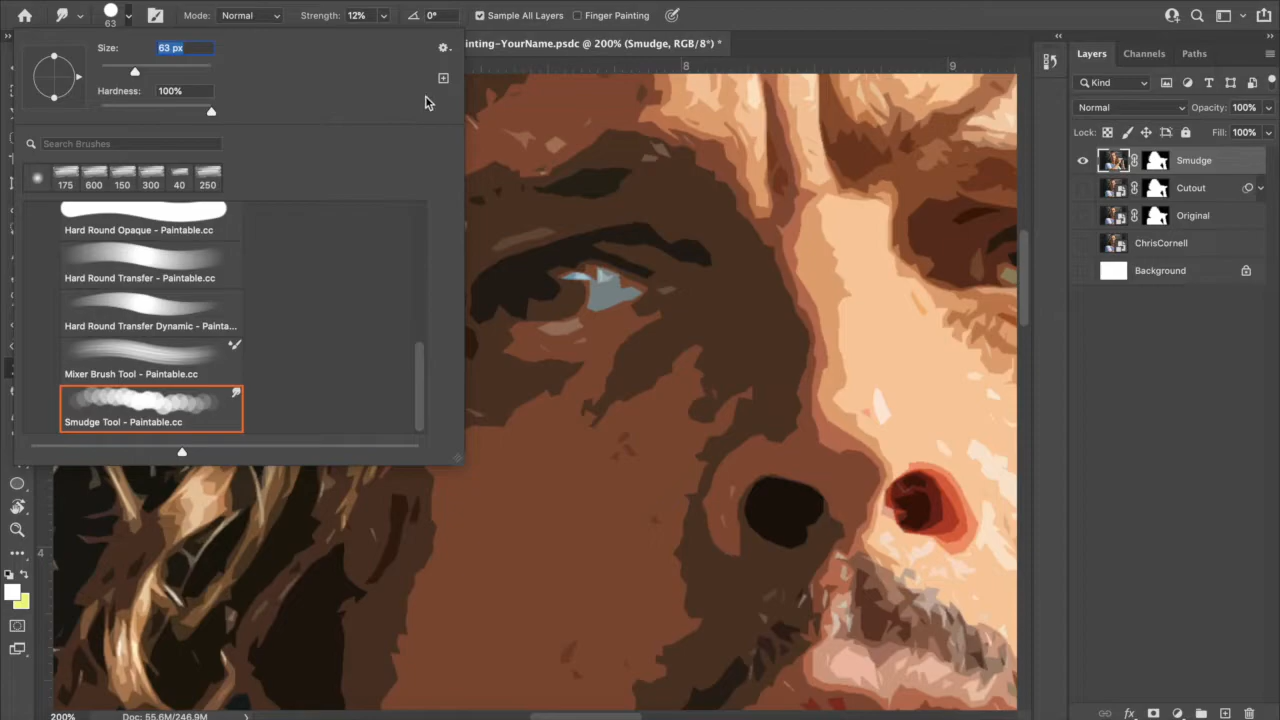 63
Mode: Normal
Strength: 12%
0°
Sample All Layers
Finger Painting
Size: 63 px
Hardness: 100%
Search Brushes
175 600 150 300 40 250
Hard Round Opaque - Paintable.cc
Hard Round Transfer - Paintable.cc
Hard Round Transfer Dynamic - Painta...
Mixer Brush Tool - Paintable.cc
Smudge Tool - Paintable.cc
inting-YourName.psdc @ 200% (Smudge, RGB/8*) *
8 9
4
200% Doc: 55.6M/246.9M
Layers Channels Paths
Kind
Normal Opacity: 100%
Lock: Fill: 100%
Smudge
Cutout
Original
ChrisCornell
Background
fx